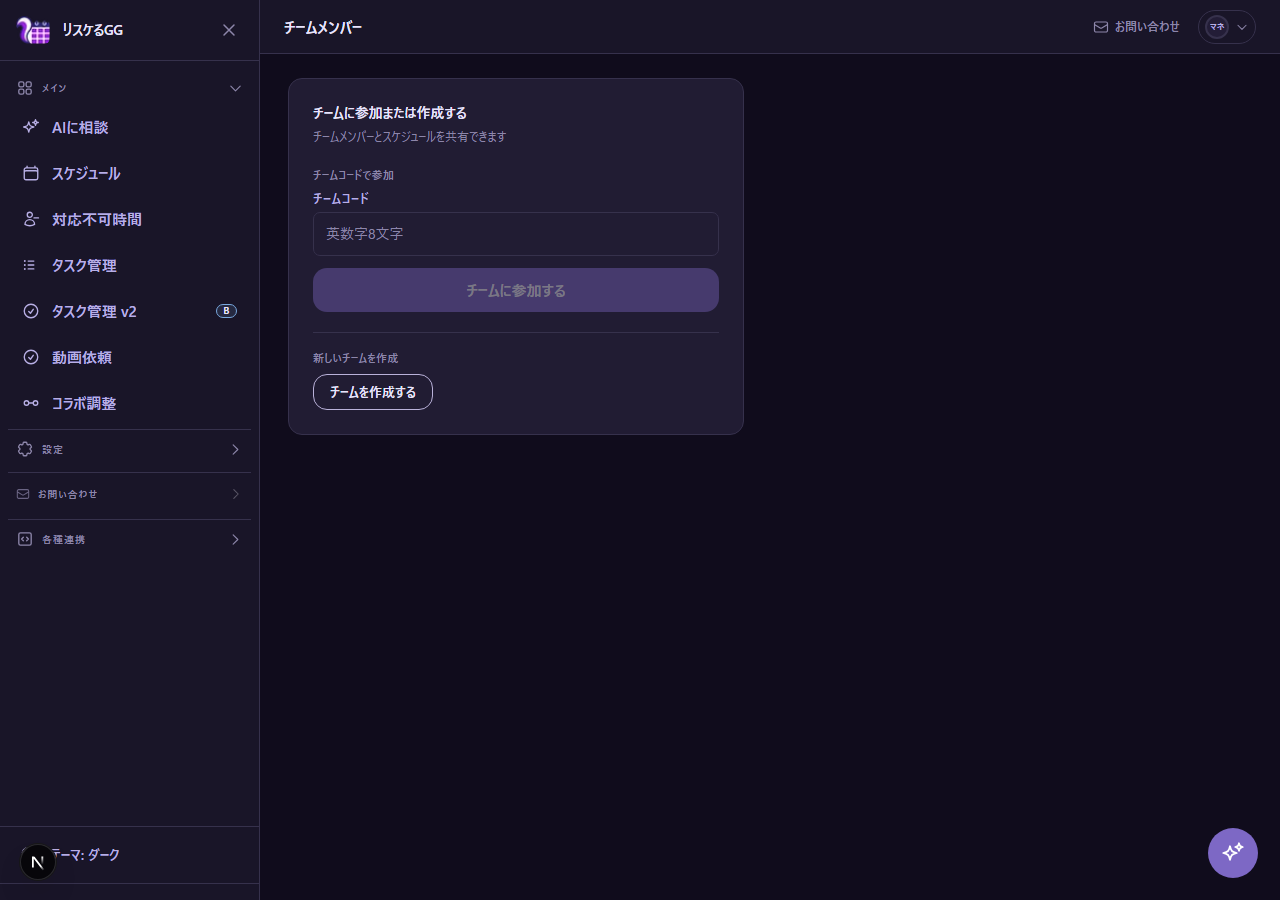 リスケるGG
チームメンバー
お問い合わせ
マネ
メイン
AIに相談
スケジュール
対応不可時間
タスク管理
タスク管理 v2
B
動画依頼
コラボ調整
設定
お問い合わせ
各種連携
テーマ: ダーク
N
チームに参加または作成する
チームメンバーとスケジュールを共有できます
チームコードで参加
チームコード
英数字8文字
チームに参加する
新しいチームを作成
チームを作成する